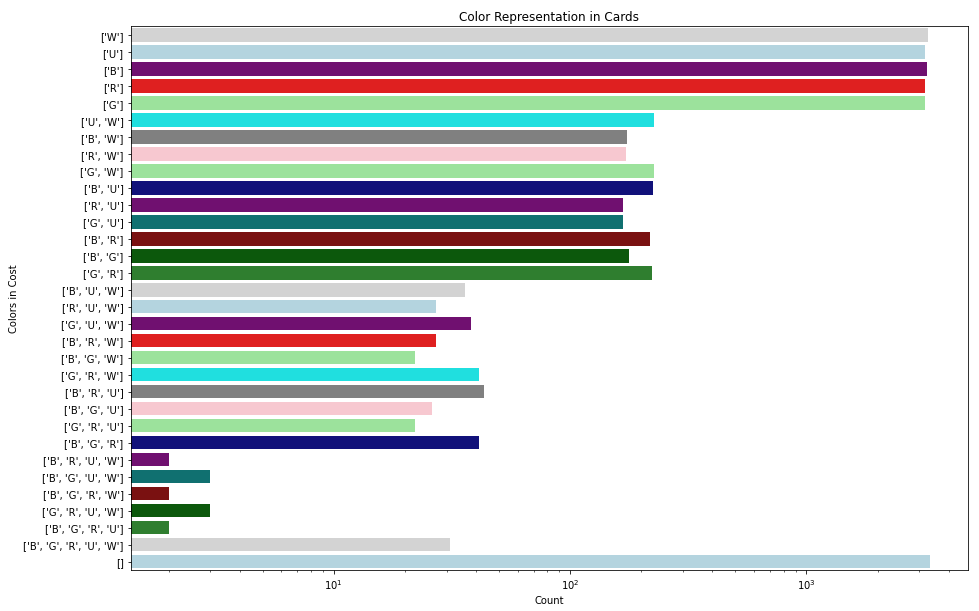 Color Representation in Cards
['W']
['U']
['B']
['R']
['G']
['U', 'W']
['B', 'W']
['R', 'W']
['G', 'W']
['B', 'U']
['R', 'U']
['G', 'U']
['B', 'R']
['B', 'G']
['G', 'R']
['B', 'U', 'W']
['R', 'U', 'W']
['G', 'U', 'W']
['B', 'R', 'W']
['B', 'G', 'W']
['G', 'R', 'W']
['B', 'R', 'U']
['B', 'G', 'U']
['G', 'R', 'U']
['B', 'G', 'R']
['B', 'R', 'U', 'W']
['B', 'G', 'U', 'W']
['B', 'G', 'R', 'W']
['G', 'R', 'U', 'W']
['B', 'G', 'R', 'U']
['B', 'G', 'R', 'U', 'W']
[]
Colors in Cost
10¹ 10² 10³
Count